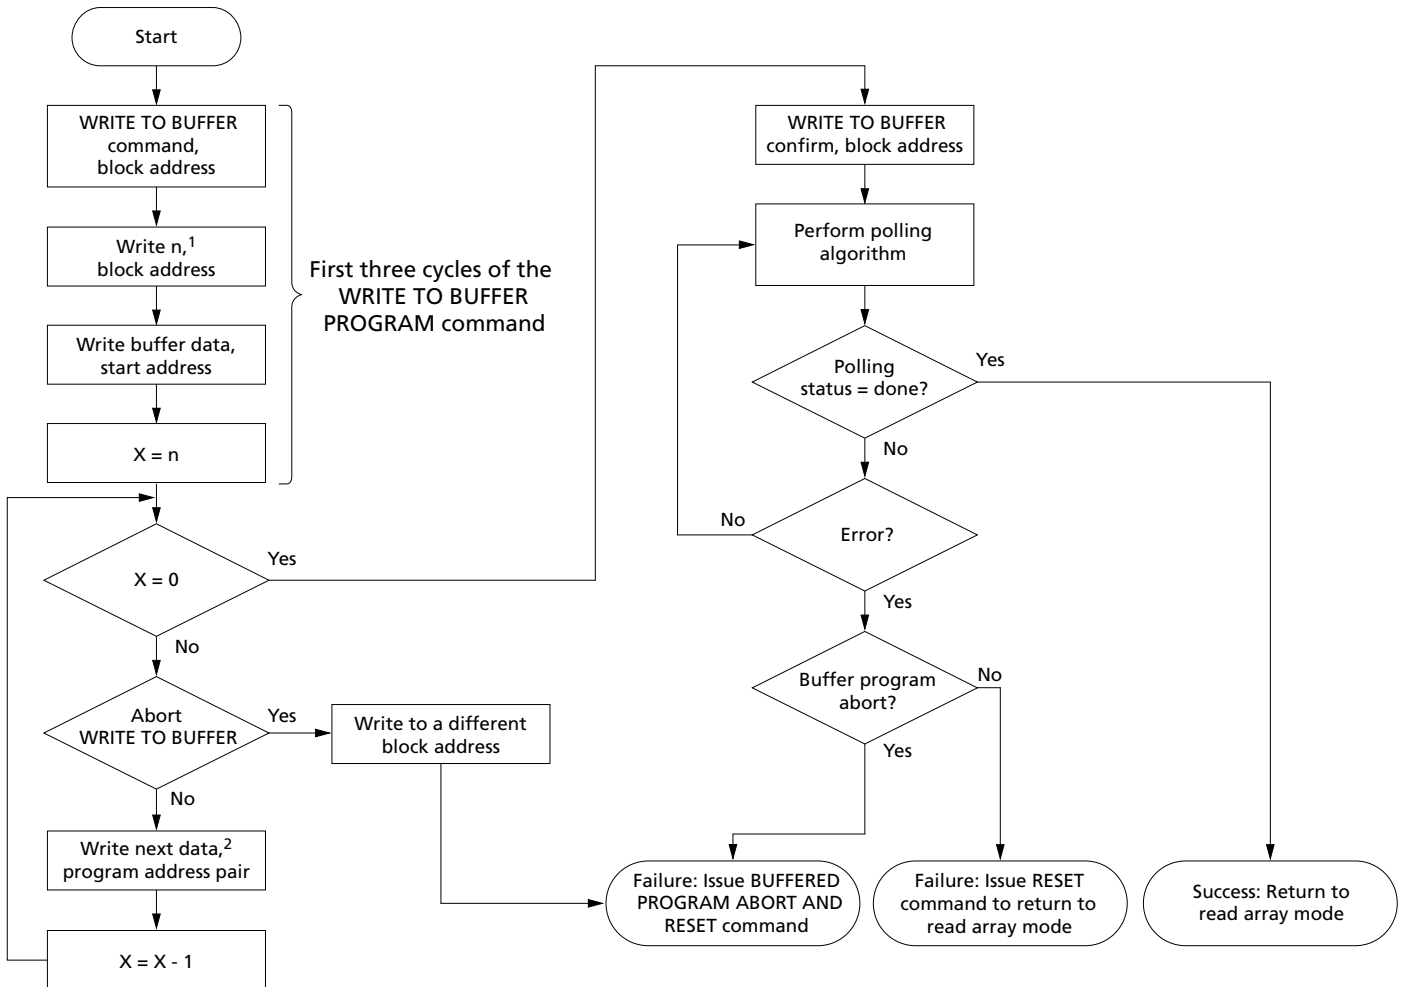 Start
WRITE TO BUFFER
command,
block address
Write n,1
block address
Write buffer data,
start address
X = n
First three cycles of the
WRITE TO BUFFER
PROGRAM command
X = 0
Yes
No
Abort
WRITE TO BUFFER
Yes
No
Write to a different
block address
Write next data,2
program address pair
X = X - 1
WRITE TO BUFFER
confirm, block address
Perform polling
algorithm
Polling
status = done?
Yes
No
Error?
No
Yes
Buffer program
abort?
No
Yes
Failure: Issue BUFFERED
PROGRAM ABORT AND
RESET command
Failure: Issue RESET
command to return to
read array mode
Success: Return to
read array mode